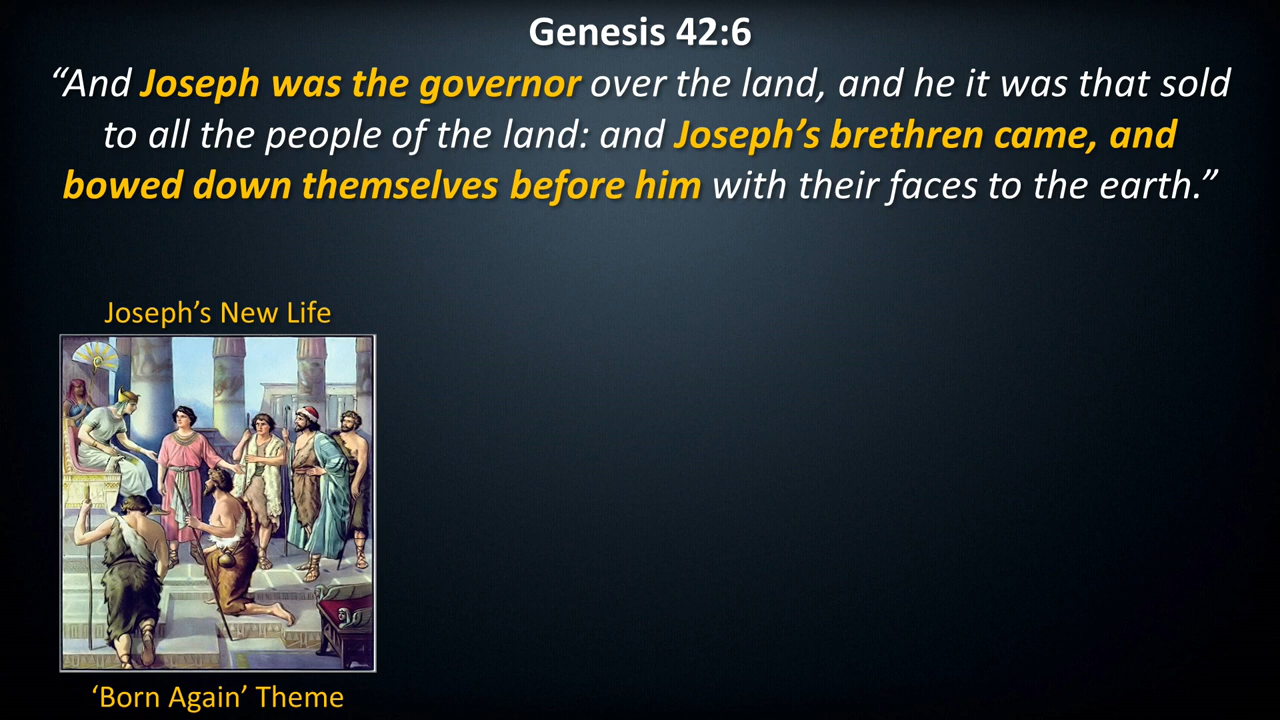 Genesis 42:6
“And Joseph was the governor over the land, and he it was that sold
to all the people of the land: and Joseph’s brethren came, and
bowed down themselves before him with their faces to the earth.”
Joseph’s New Life
‘Born Again’ Theme